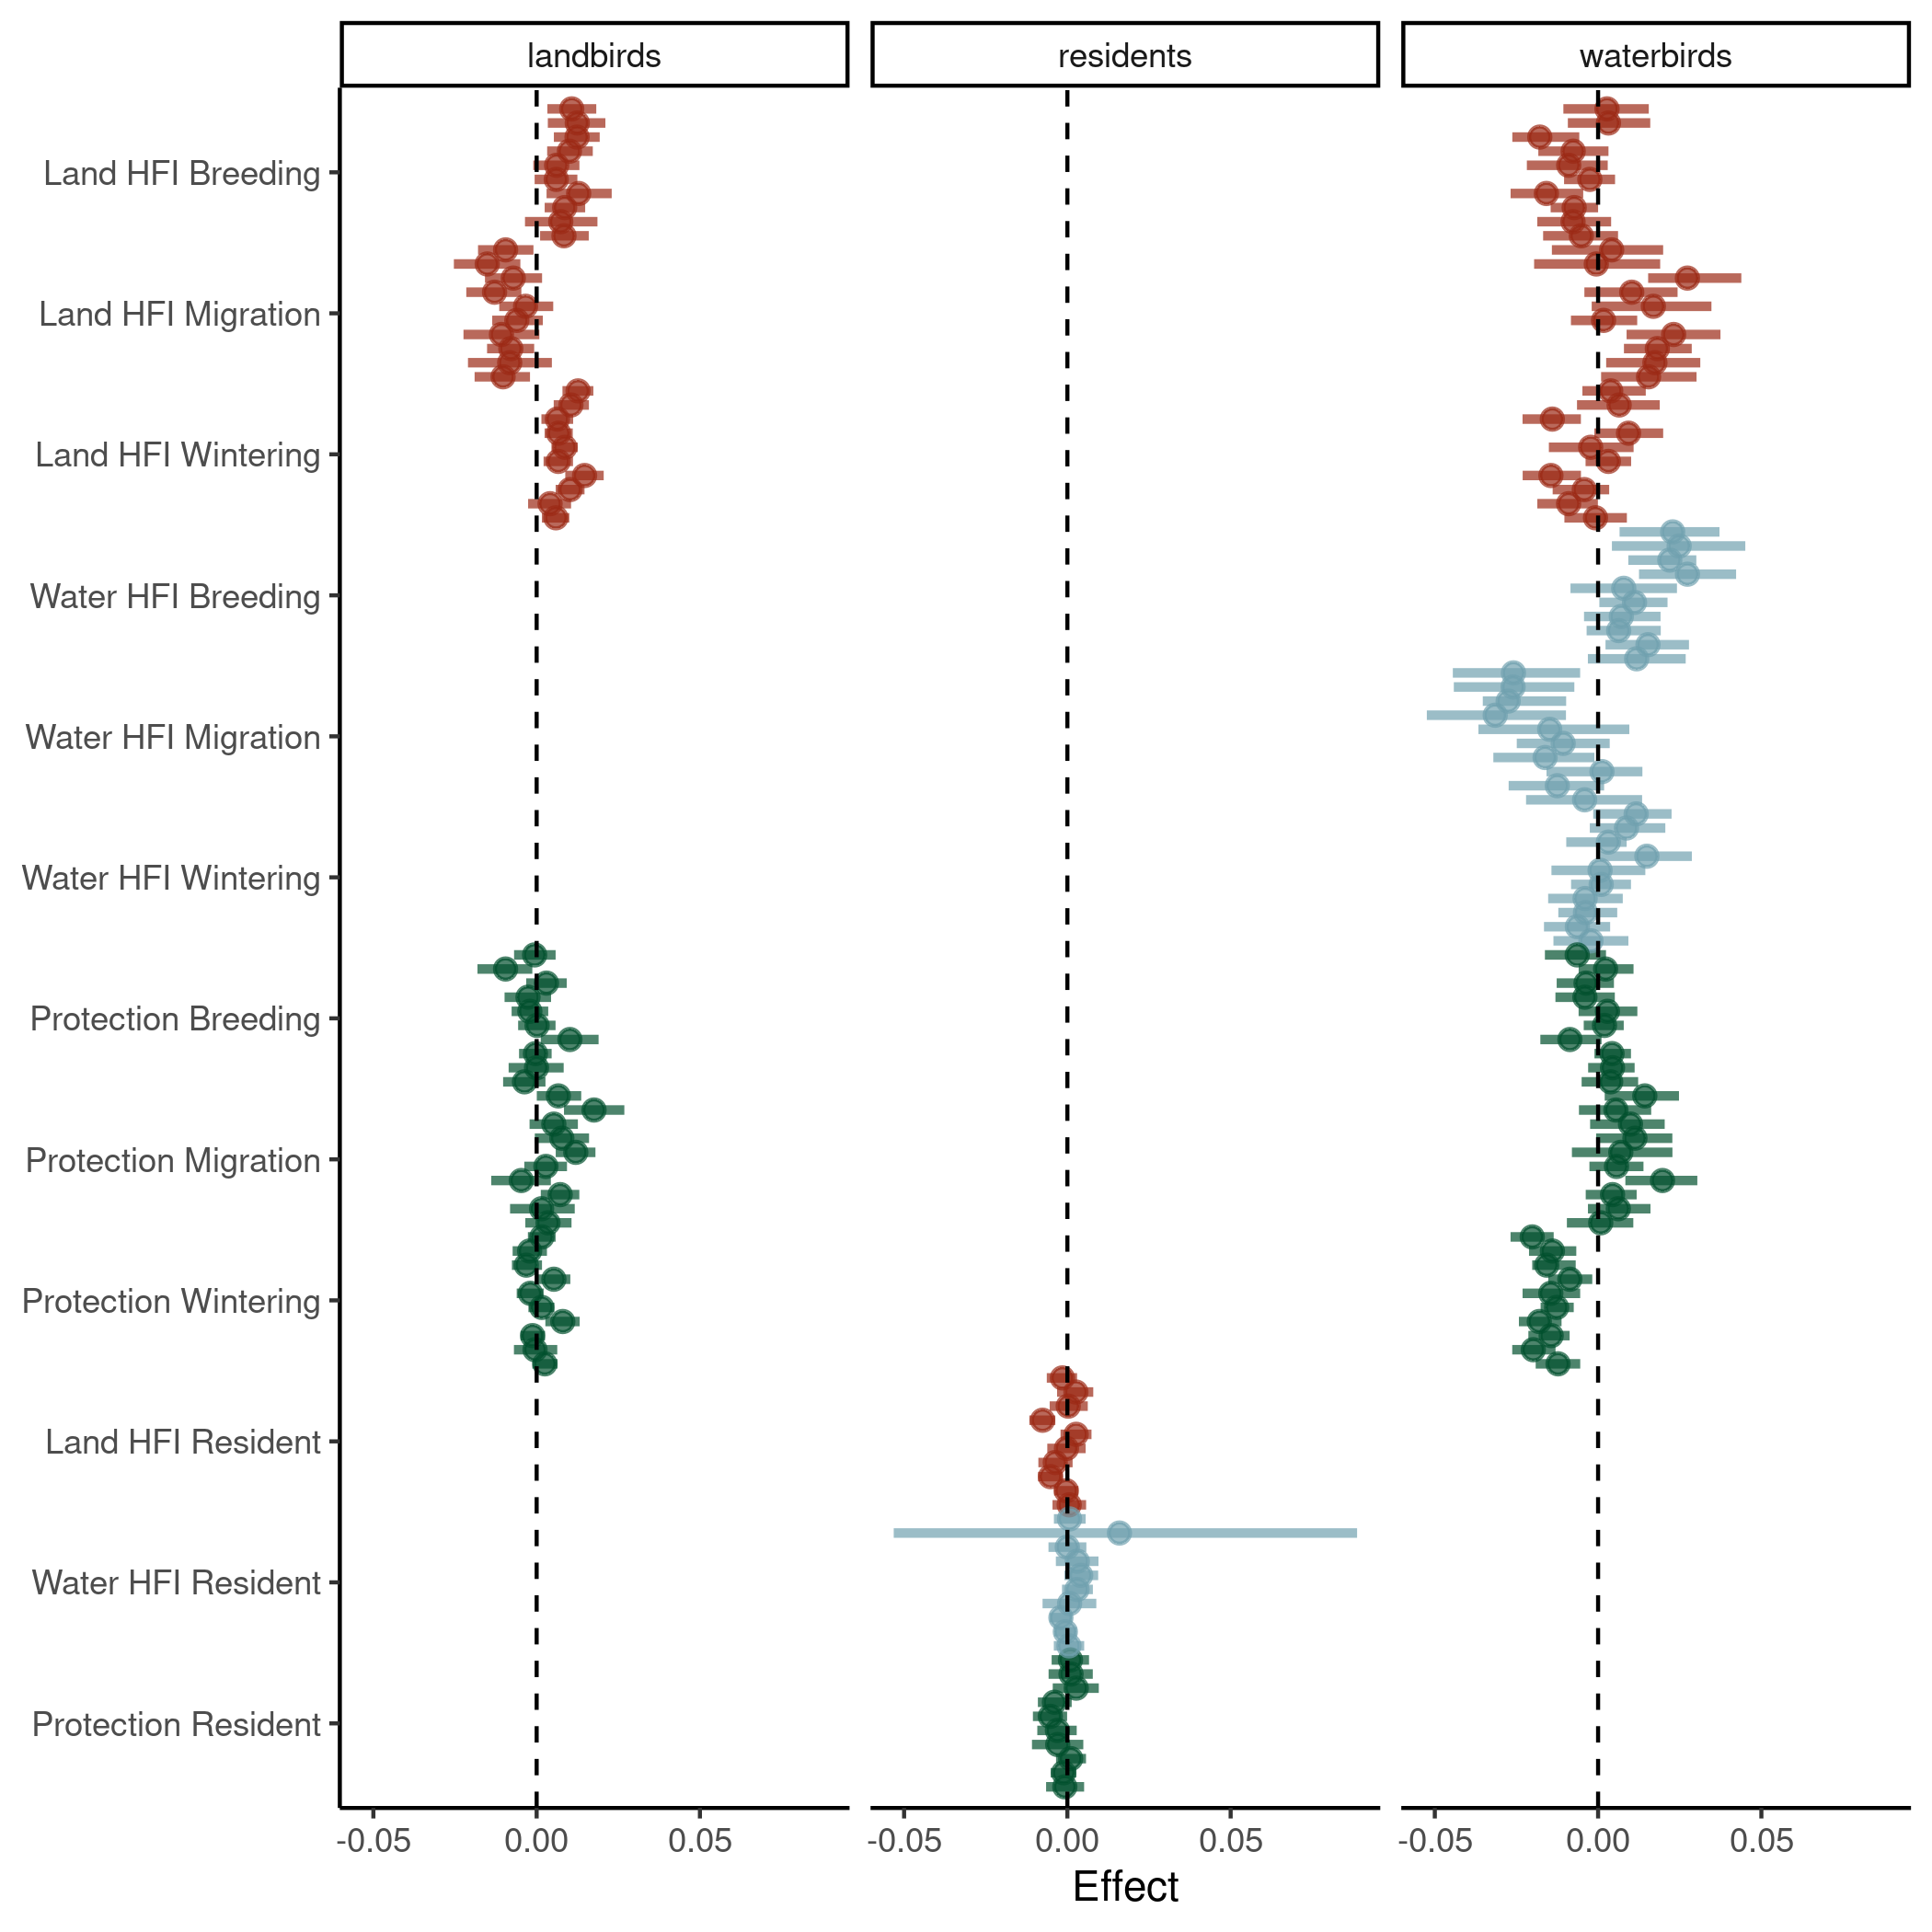 landbirds residents waterbirds
Land HFI Breeding
Land HFI Migration
Land HFI Wintering
Water HFI Breeding
Water HFI Migration
Water HFI Wintering
Protection Breeding
Protection Migration
Protection Wintering
Land HFI Resident
Water HFI Resident
Protection Resident
-0.05 0.00 0.05 -0.05 0.00 0.05 -0.05 0.00 0.05
Effect